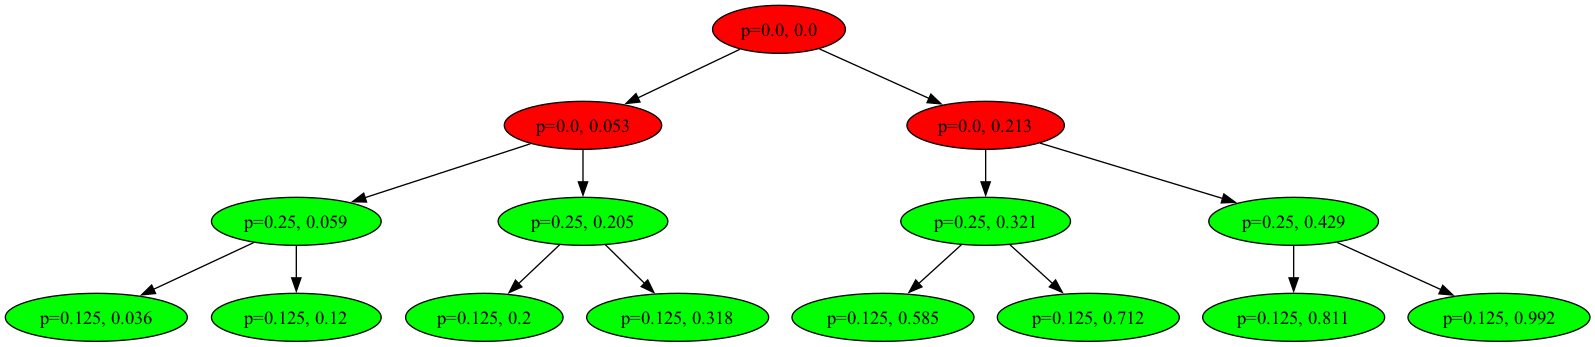 p=0.0, 0.0
p=0.0, 0.053
p=0.0, 0.213
p=0.25, 0.059
p=0.25, 0.205
p=0.25, 0.321
p=0.25, 0.429
p=0.125, 0.036
p=0.125, 0.12
p=0.125, 0.2
p=0.125, 0.318
p=0.125, 0.585
p=0.125, 0.712
p=0.125, 0.811
p=0.125, 0.992